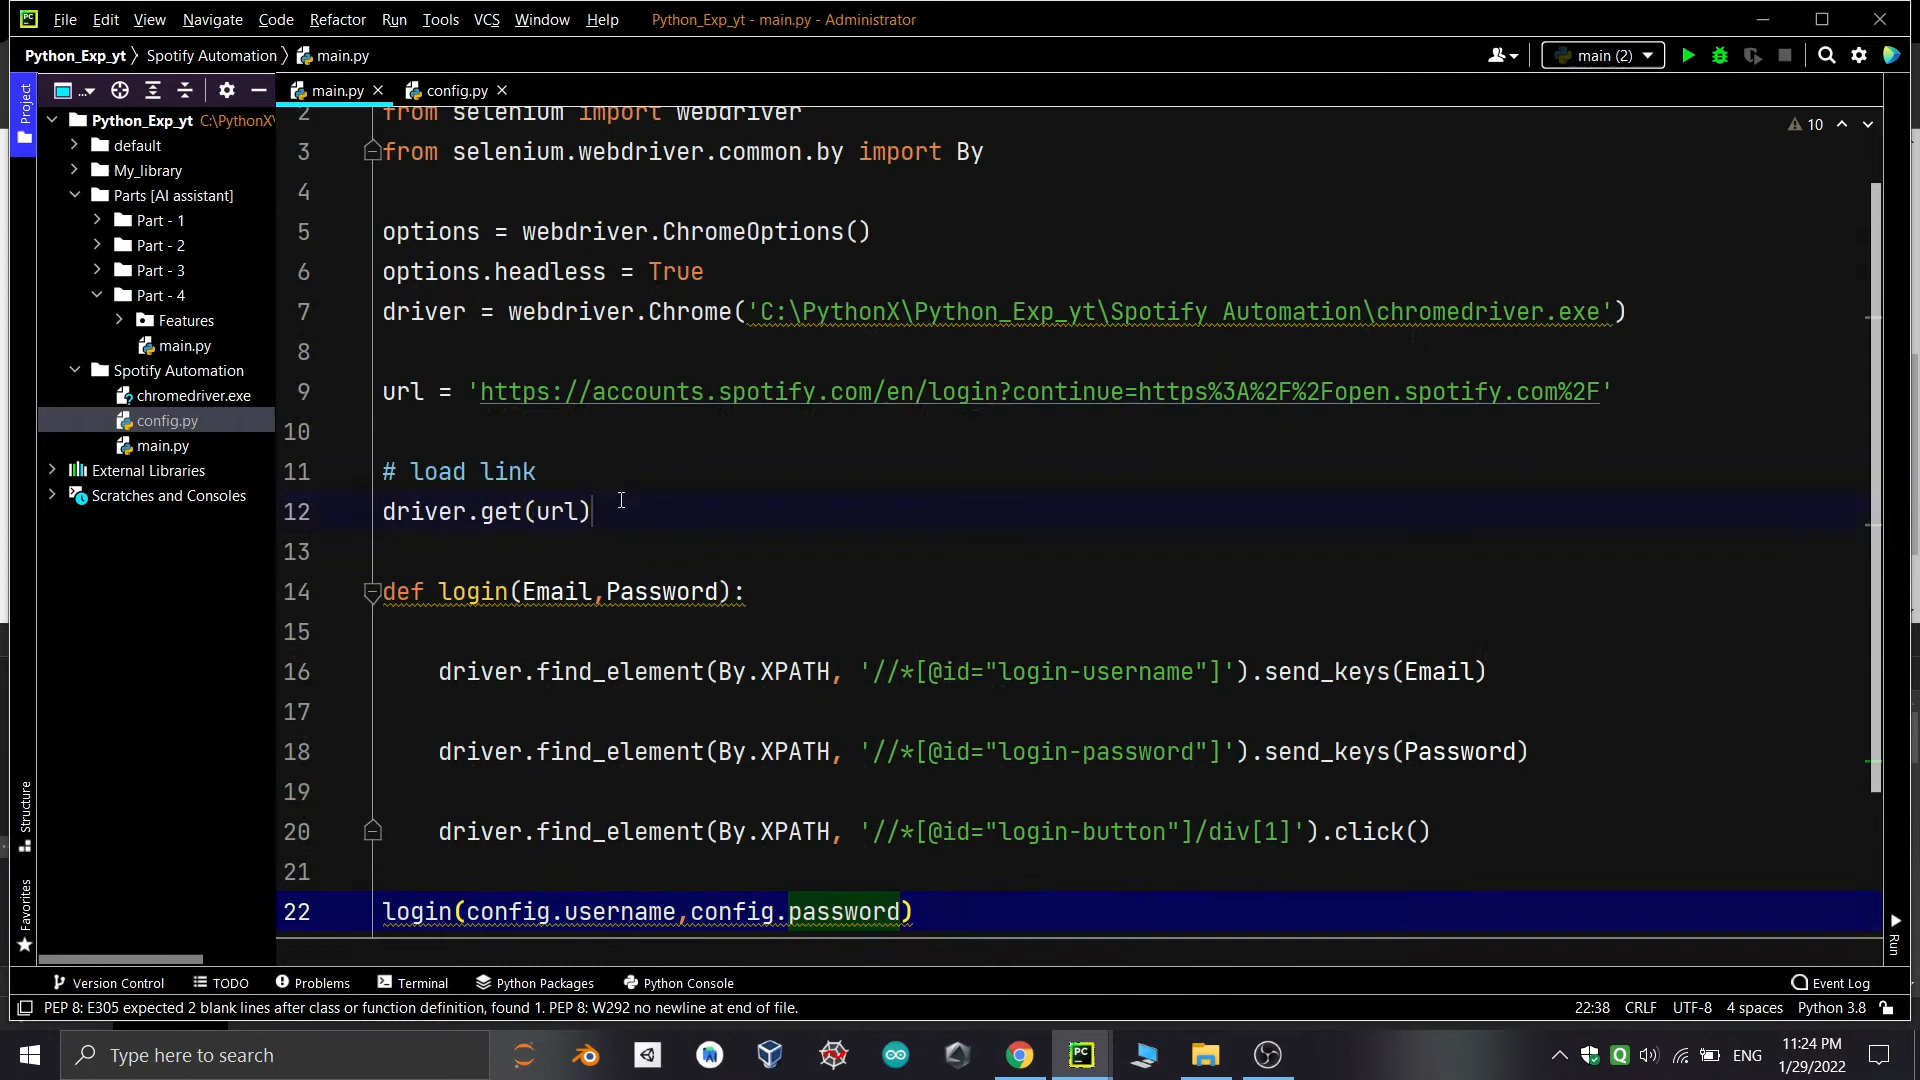 PC File Edit View Navigate Code Refactor Run Tools VCS Window Help Python_Exp_yt - main.py - Administrator
Python_Exp_yt Spotify Automation main.py main (2)
Project
... main.py config.py
Python_Exp_yt C:\PythonX\
default
My_library
Parts [AI assistant]
Part - 1
Part - 2
Part - 3
Part - 4
Features
main.py
Spotify Automation
chromedriver.exe
config.py
main.py
External Libraries
Scratches and Consoles
Structure
Favorites
10
2 from selenium import webdriver
3 from selenium.webdriver.common.by import By
4
5 options = webdriver.ChromeOptions()
6 options.headless = True
7 driver = webdriver.Chrome('C:\PythonX\Python_Exp_yt\Spotify Automation\chromedriver.exe')
8
9 url = 'https://accounts.spotify.com/en/login?continue=https%3A%2F%2Fopen.spotify.com%2F'
10
11 # load link
12 driver.get(url)
13
14 def login(Email,Password):
15
16 driver.find_element(By.XPATH, '//*[@id="login-username"]').send_keys(Email)
17
18 driver.find_element(By.XPATH, '//*[@id="login-password"]').send_keys(Password)
19
20 driver.find_element(By.XPATH, '//*[@id="login-button"]/div[1]').click()
21
22 login(config.username,config.password)
Run
Version Control TODO Problems Terminal Python Packages Python Console Event Log
PEP 8: E305 expected 2 blank lines after class or function definition, found 1. PEP 8: W292 no newline at end of file. 22:38 CRLF UTF-8 4 spaces Python 3.8
Type here to search PC ENG 11:24 PM
1/29/2022